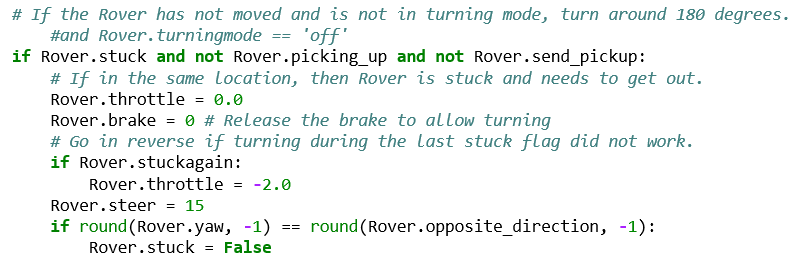 # If the Rover has not moved and is not in turning mode, turn around 180 degrees.
    #and Rover.turningmode == 'off'
if Rover.stuck and not Rover.picking_up and not Rover.send_pickup:
    # If in the same location, then Rover is stuck and needs to get out.
    Rover.throttle = 0.0
    Rover.brake = 0 # Release the brake to allow turning
    # Go in reverse if turning during the last stuck flag did not work.
    if Rover.stuckagain:
        Rover.throttle = -2.0
    Rover.steer = 15
    if round(Rover.yaw, -1) == round(Rover.opposite_direction, -1):
        Rover.stuck = False